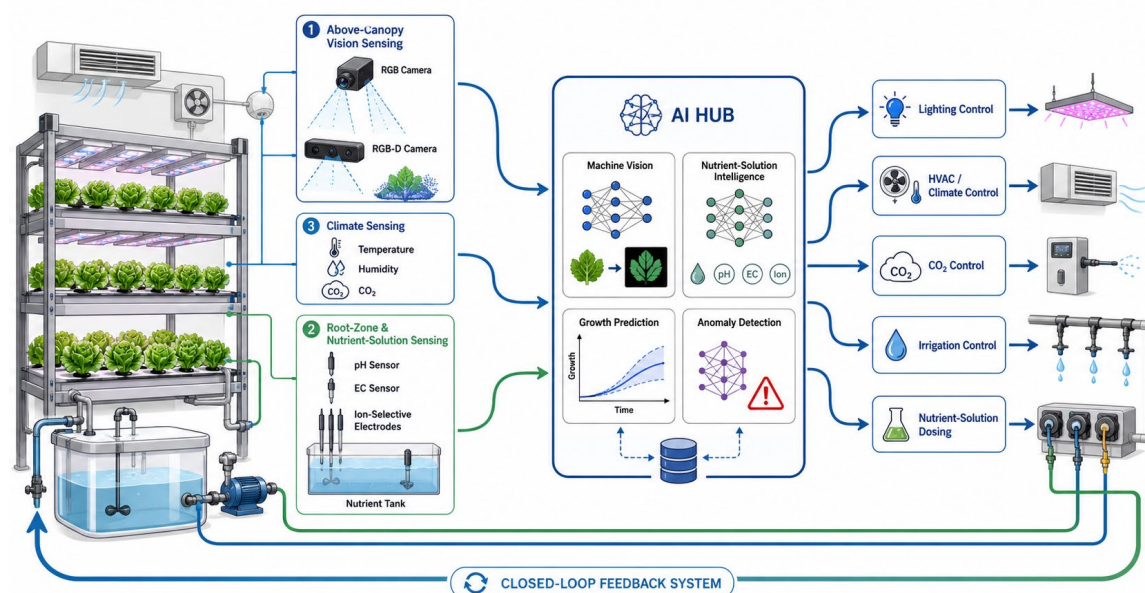 1 Above-Canopy
Vision Sensing
RGB Camera
RGB-D Camera
3 Climate Sensing
Temperature
Humidity
CO₂ CO₂
2 Root-Zone &
Nutrient-Solution Sensing
pH Sensor
EC Sensor
Ion-Selective
Electrodes
Nutrient Tank
AI HUB
Machine Vision
Nutrient-Solution
Intelligence
pH EC Ion
Growth Prediction
Growth
Time
Anomaly Detection
Lighting Control
HVAC /
Climate Control
CO₂ CO₂ Control
Irrigation Control
Nutrient-Solution
Dosing
CLOSED-LOOP FEEDBACK SYSTEM